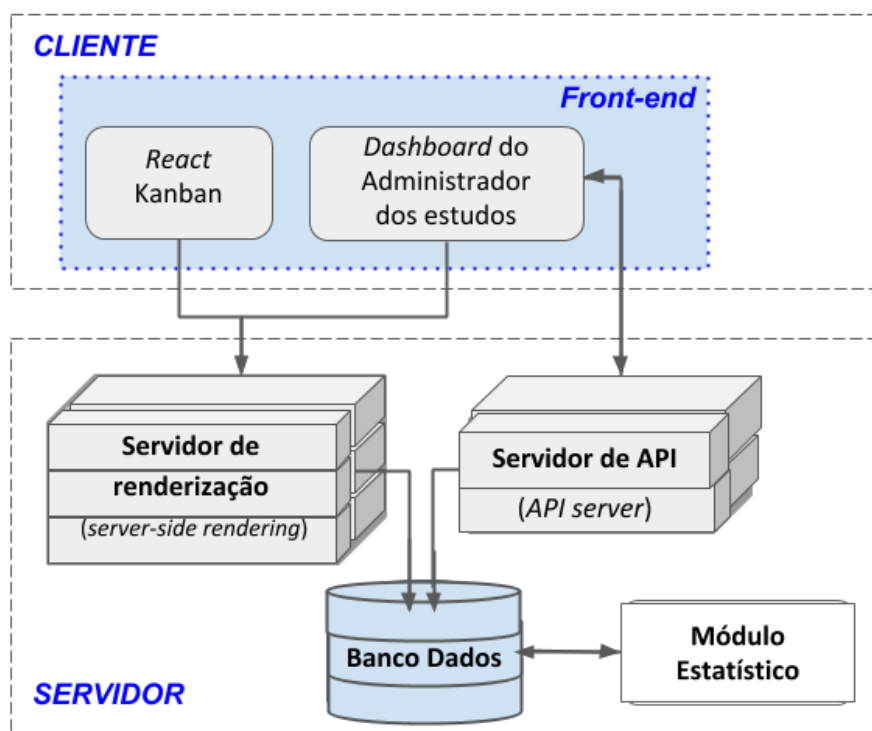 CLIENTE
Front-end
React
Kanban
Dashboard do
Administrador
dos estudos
Servidor de
renderização
(server-side rendering)
Servidor de API
(API server)
Banco Dados
Módulo
Estatístico
SERVIDOR